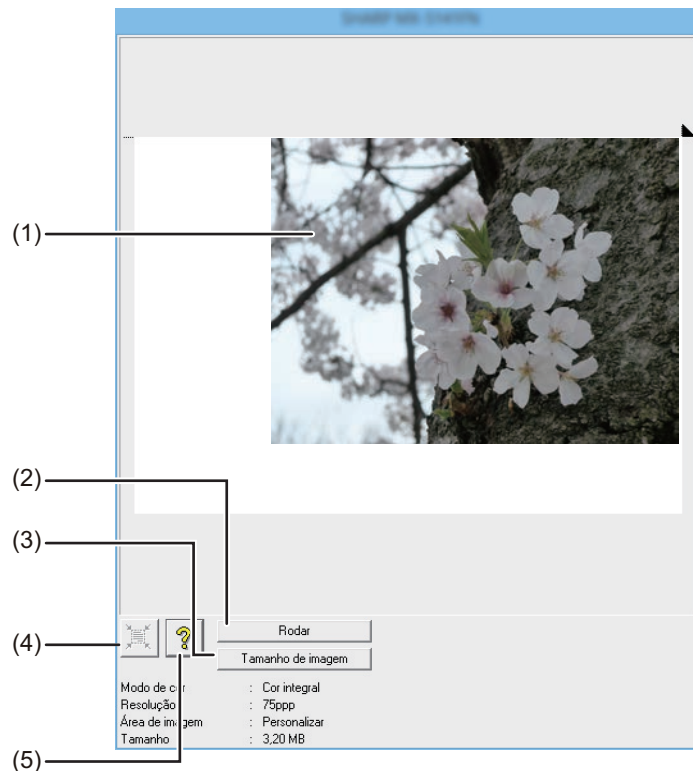 (1)
(2)
(3)
(4)
(5)
Rodar
Tamanho de imagem
Modo de cor : Cor integral
Resolução : 75ppp
Área de imagem : Personalizar
Tamanho : 3,20 MB